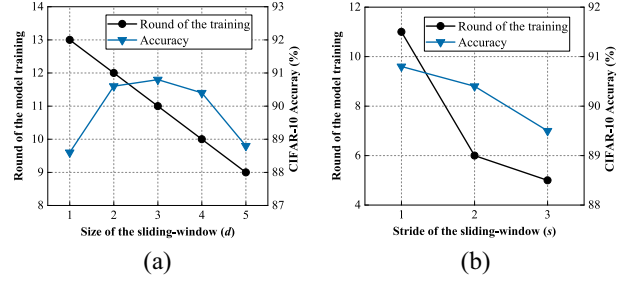 14
13
12
11
10
9
8
Round of the model training
93
92
91
90
89
88
87
CIFAR-10 Accuray (%)
Round of the training
Accuracy
1 2 3 4 5
Size of the sliding-window (d)
(a)
12
10
8
6
4
Round of the model training
92
91
90
89
88
CIFAR-10 Accuray (%)
Round of the training
Accuracy
1 2 3
Stride of the sliding-window (s)
(b)